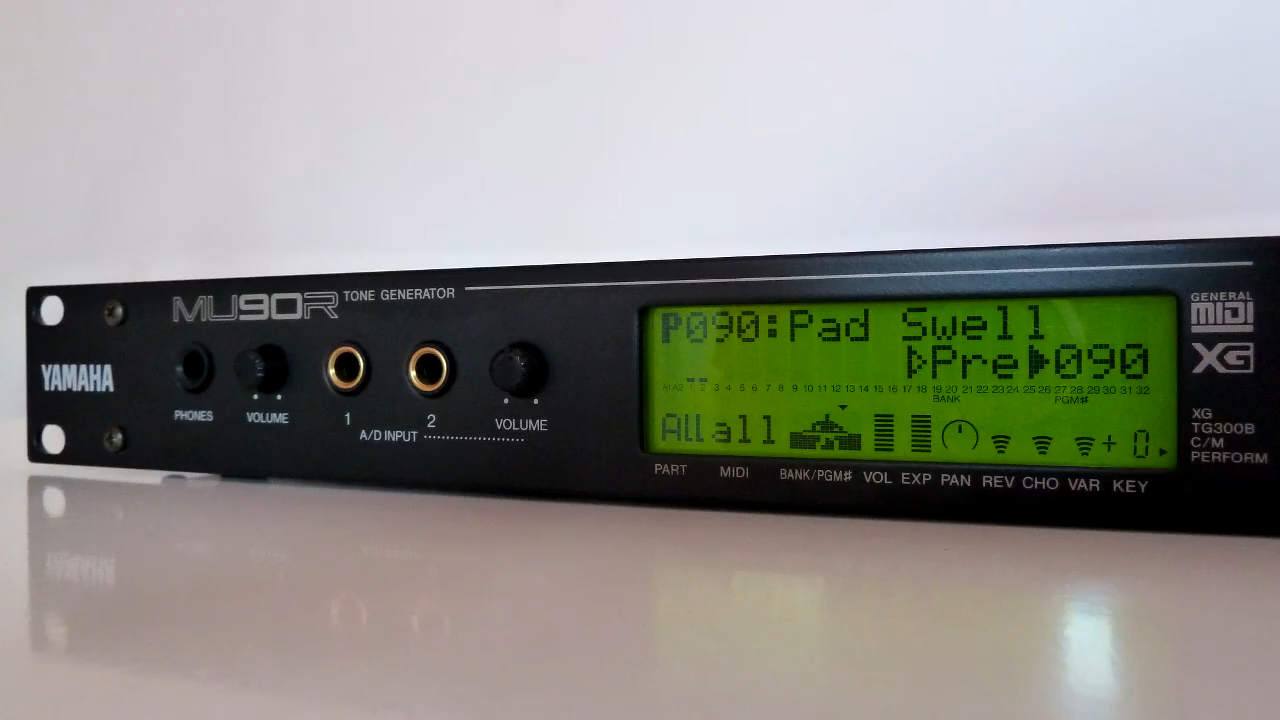 MU90R TONE GENERATOR
YAMAHA
PHONES
VOLUME
1
2
A/D INPUT
VOLUME
P090:Pad Swell
▷Pre▶090
A1 A2 1 2 3 4 5 6 7 8 9 10 11 12 13 14 15 16 17 18 19 20 21 22 23 24 25 26 27 28 29 30 31 32
BANK PGM#
All all + 0
PART MIDI BANK/PGM# VOL EXP PAN REV CHO VAR KEY
GENERAL
MIDI
XG
XG
TG300B
C/M
PERFORM